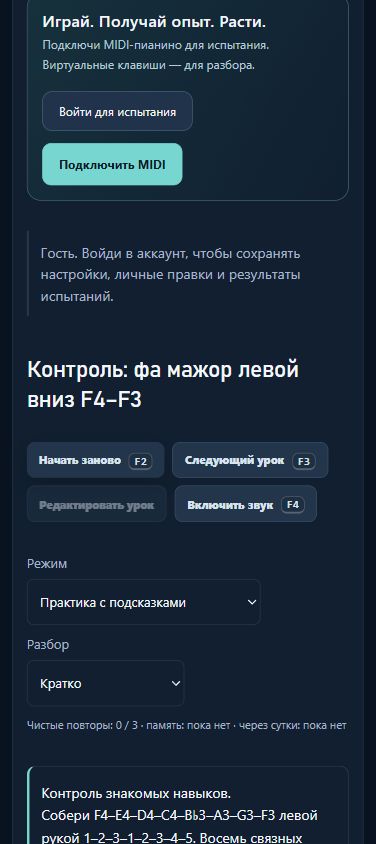 Играй. Получай опыт. Расти.
Подключи MIDI-пианино для испытания.
Виртуальные клавиши — для разбора.
Войти для испытания
Подключить MIDI
Гость. Войди в аккаунт, чтобы сохранять
настройки, личные правки и результаты
испытаний.
Контроль: фа мажор левой
вниз F4–F3
Начать заново F2
Следующий урок F3
Редактировать урок
Включить звук F4
Режим
Практика с подсказками
Разбор
Кратко
Чистые повторы: 0 / 3 · память: пока нет · через сутки: пока нет
Контроль знакомых навыков.
Собери F4–E4–D4–C4–B♭3–A3–G3–F3 левой
рукой 1–2–3–1–2–3–4–5. Восемь связных